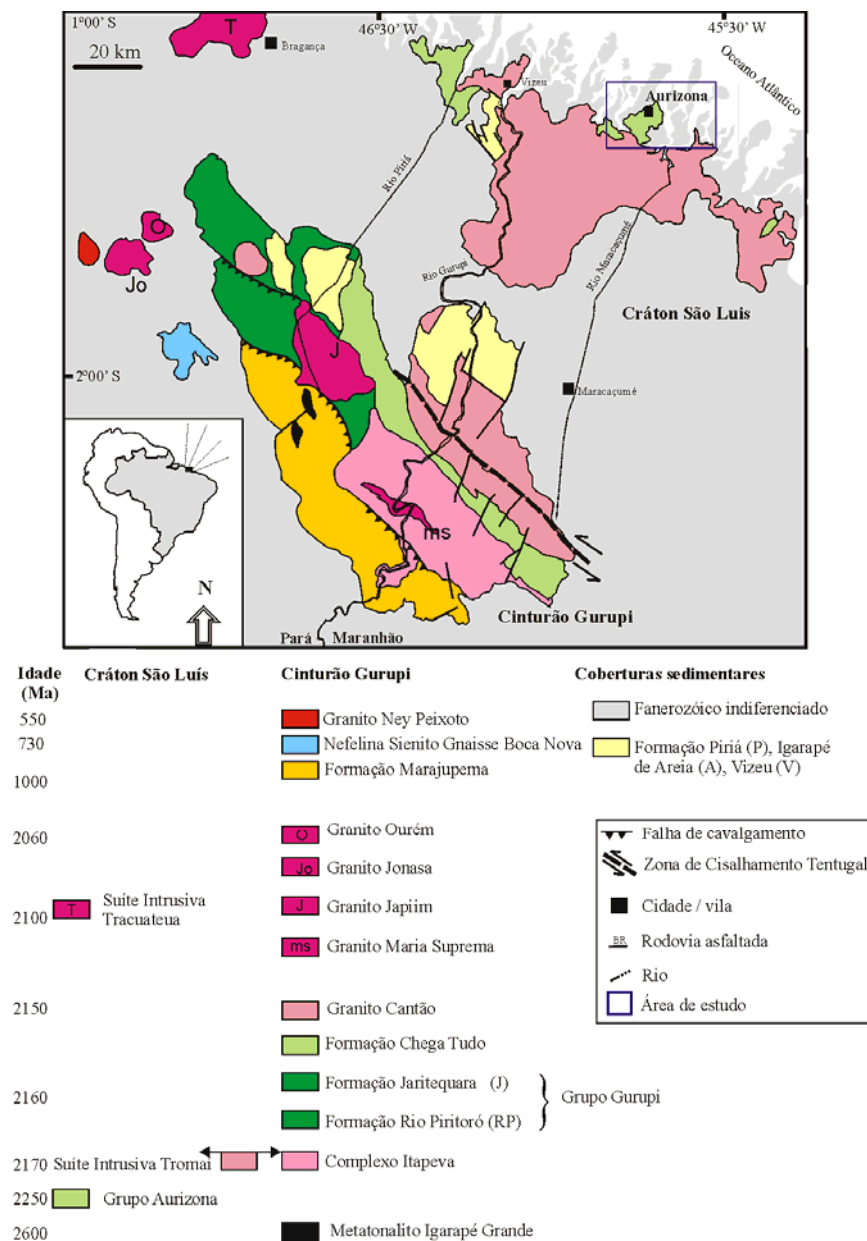 1°00' S
46°30' W
45°30' W
20 km
T
Bragança
Vizeu
Oceano Atlântico
Aurizona
Rio Piriá
Rio Gurupi
Rio Maracaçumé
Jo
J
Cráton São Luis
2°00' S
Maracaçumé
ms
N
Cinturão Gurupi
Pará
Maranhão
Idade
(Ma)
Cráton São Luís
Cinturão Gurupi
Coberturas sedimentares
550
Granito Ney Peixoto
Fanerozóico indiferenciado
730
Nefelina Sienito Gnaisse Boca Nova
Formação Piriá (P), Igarapé
de Areia (A), Vizeu (V)
1000
Formação Marajupema
2060
Granito Ourém
Falha de cavalgamento
Jo
Granito Jonasa
Zona de Cisalhamento Tentugal
T
Suíte Intrusiva
Tracuateua
2100
J
Granito Japiim
Cidade / vila
ms
Granito Maria Suprema
BR
Rodovia asfaltada
Rio
2150
Granito Cantão
Área de estudo
Formação Chega Tudo
2160
Formação Jaritequara (J)
Grupo Gurupi
Formação Rio Piritoró (RP)
2170
Suíte Intrusiva Tromaí
Complexo Itapeva
2250
Grupo Aurizona
2600
Metatonalito Igarapé Grande